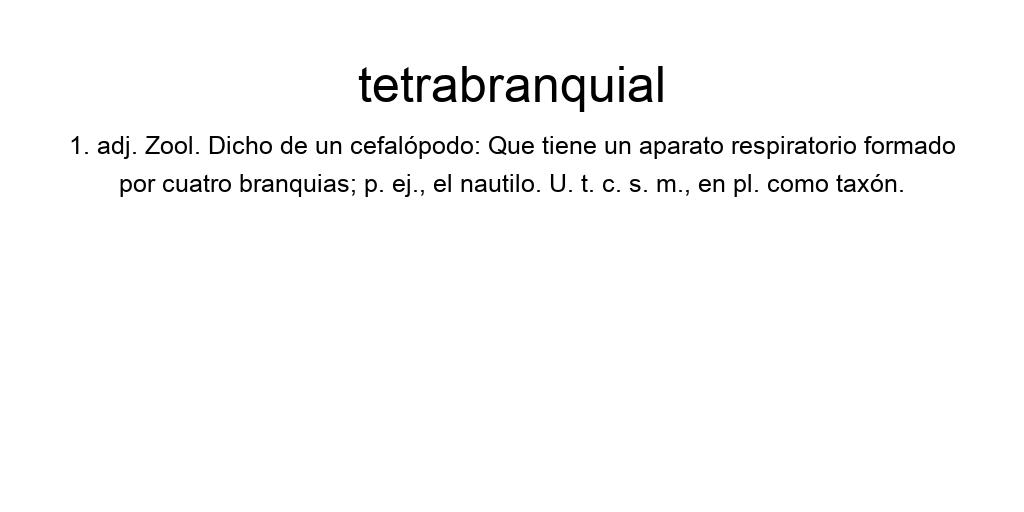 tetrabranquial
1. adj. Zool. Dicho de un cefalópodo: Que tiene un aparato respiratorio formado
por cuatro branquias; p. ej., el nautilo. U. t. c. s. m., en pl. como taxón.